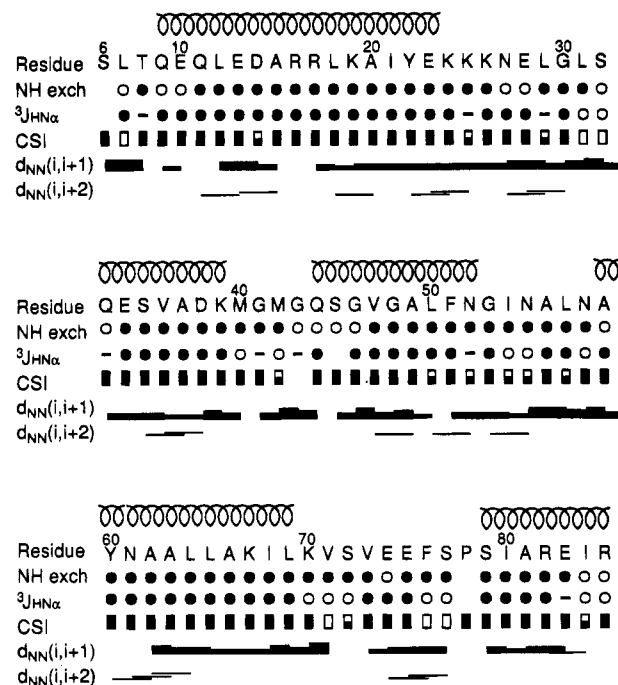 6 10 20 30
Residue S L T Q E Q L E D A R R L K A I Y E K K K N E L G L S
NH exch
³JHNα
CSI
dNN(i,i+1)
dNN(i,i+2)
40 50
Residue Q E S V A D K M G M G Q S G V G A L F N G I N A L N A
NH exch
³JHNα
CSI
dNN(i,i+1)
dNN(i,i+2)
60 70 80
Residue Y N A A L L A K I L K V S V E E F S P S I A R E I R
NH exch
³JHNα
CSI
dNN(i,i+1)
dNN(i,i+2)